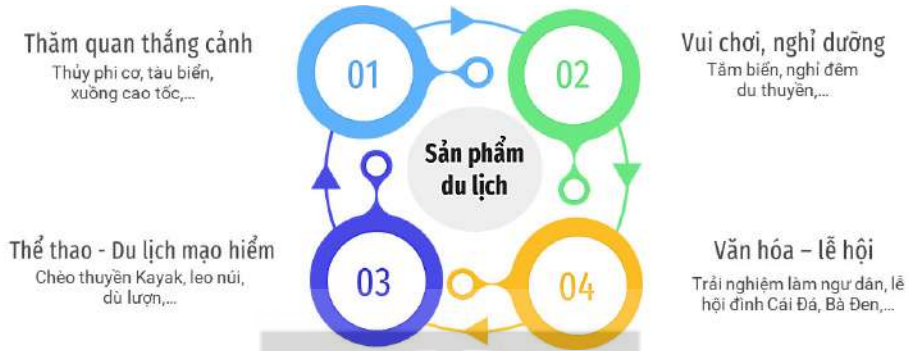 Thăm quan thắng cảnh
Thủy phi cơ, tàu biển,
xuồng cao tốc,...
01
02
Vui chơi, nghỉ dưỡng
Tắm biển, nghỉ đêm
du thuyền,...
Sản phẩm
du lịch
Thể thao - Du lịch mạo hiểm
Chèo thuyền Kayak, leo núi,
dù lượn,...
03
04
Văn hóa – lễ hội
Trải nghiệm làm ngư dân, lễ
hội đình Cái Đá, Bà Đen,...